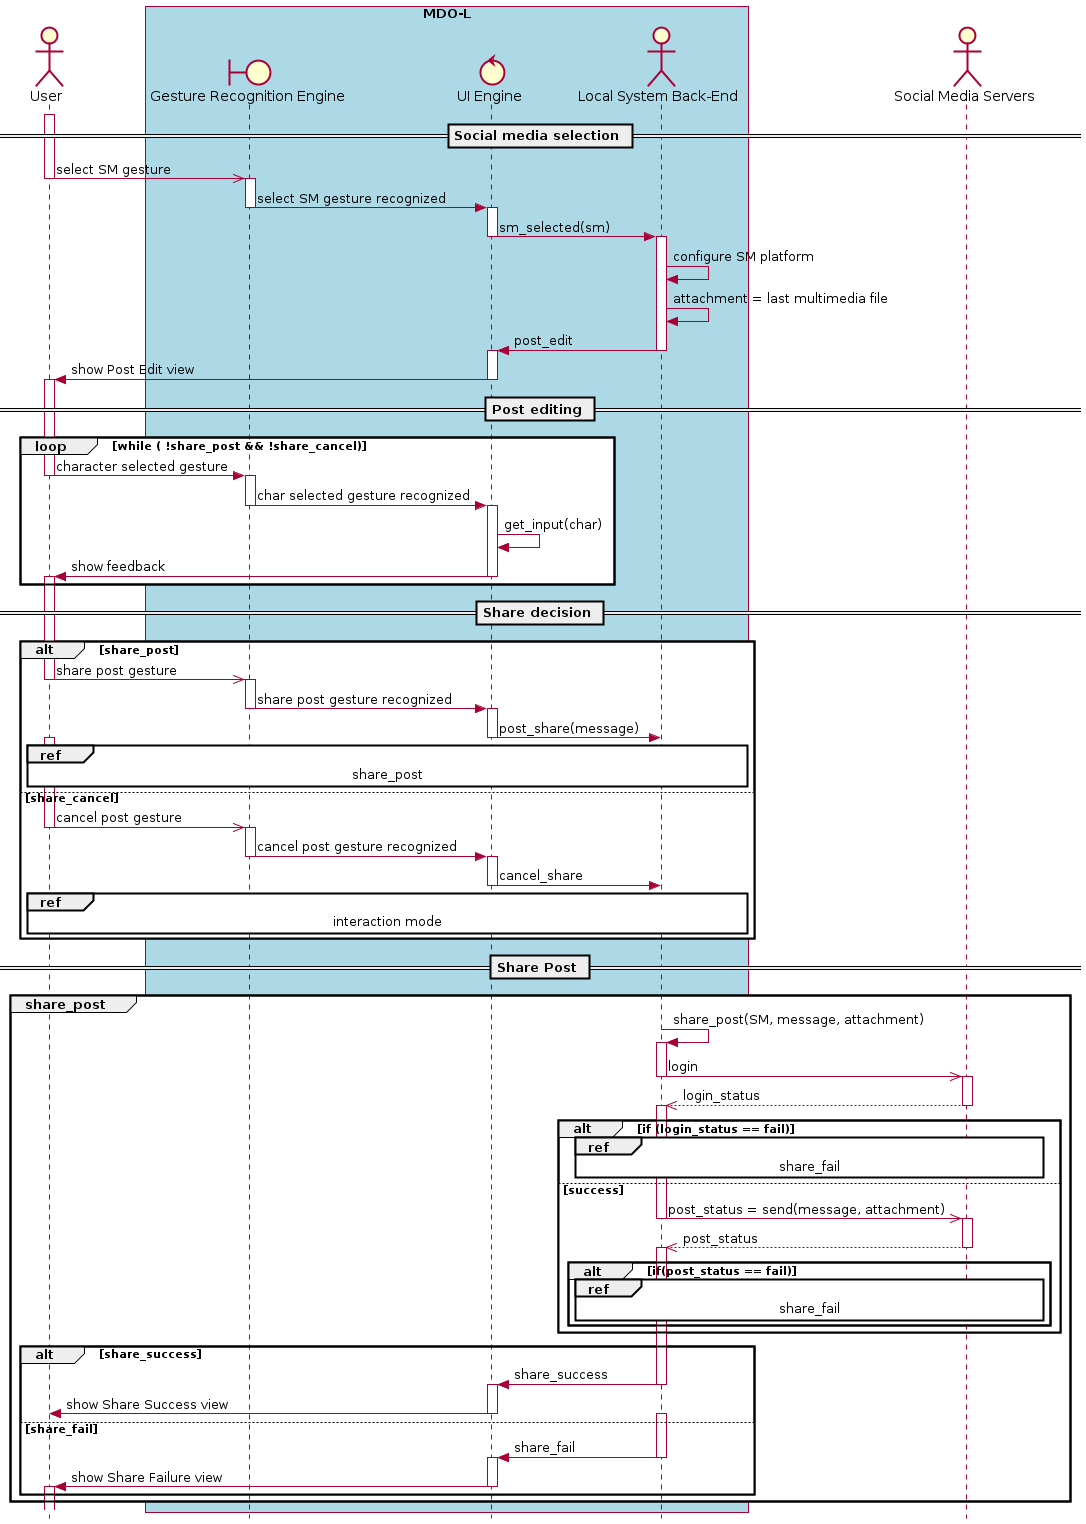 MDO-L
User
Gesture Recognition Engine
UI Engine
Local System Back-End
Social Media Servers
Social media selection
select SM gesture
select SM gesture recognized
sm_selected(sm)
configure SM platform
attachment = last multimedia file
post_edit
show Post Edit view
Post editing
loop
[while ( !share_post && !share_cancel)]
character selected gesture
char selected gesture recognized
get_input(char)
show feedback
Share decision
alt
[share_post]
share post gesture
share post gesture recognized
post_share(message)
ref
share_post
[share_cancel]
cancel post gesture
cancel post gesture recognized
cancel_share
ref
interaction mode
Share Post
share_post
share_post(SM, message, attachment)
login
login_status
alt
[if (login_status == fail)]
ref
share_fail
[success]
post_status = send(message, attachment)
post_status
alt
[if(post_status == fail)]
ref
share_fail
alt
[share_success]
share_success
show Share Success view
[share_fail]
share_fail
show Share Failure view